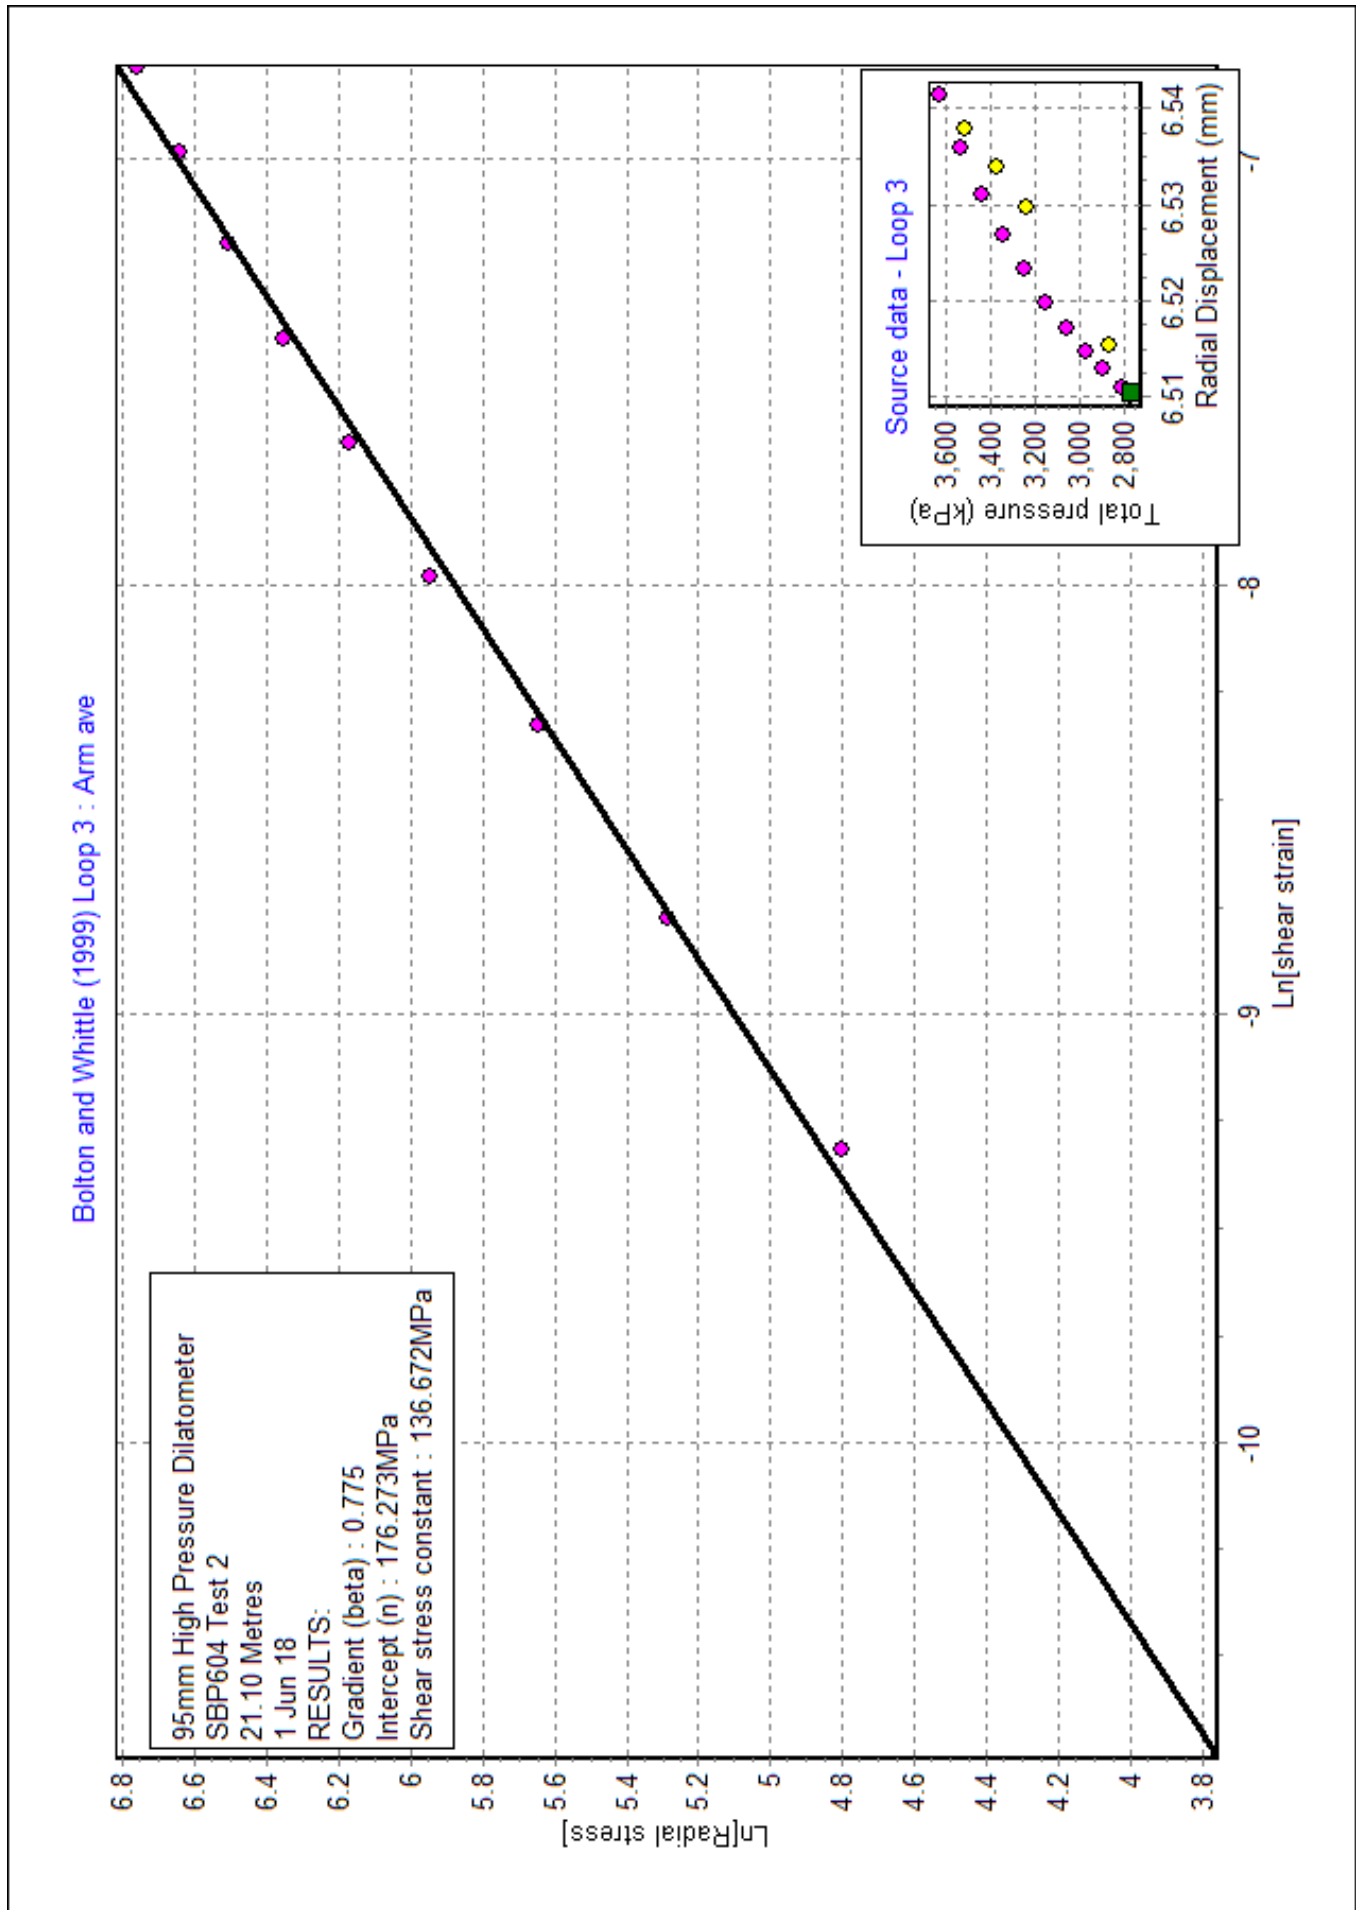 Bolton and Whittle (1999) Loop 3 : Arm ave
95mm High Pressure Dilatometer
SBP604 Test 2
21.10 Metres
1 Jun 18
RESULTS:
Gradient (beta) : 0.775
Intercept (n) : 176.273MPa
Shear stress constant : 136.672MPa
Ln[Radial stress]
6.8
6.6
6.4
6.2
6
5.8
5.6
5.4
5.2
5
4.8
4.6
4.4
4.2
4
3.8
-10
-9
-8
-7
Ln[shear strain]
Source data - Loop 3
Total pressure (kPa)
3,600
3,400
3,200
3,000
2,800
6.51
6.52
6.53
6.54
Radial Displacement (mm)